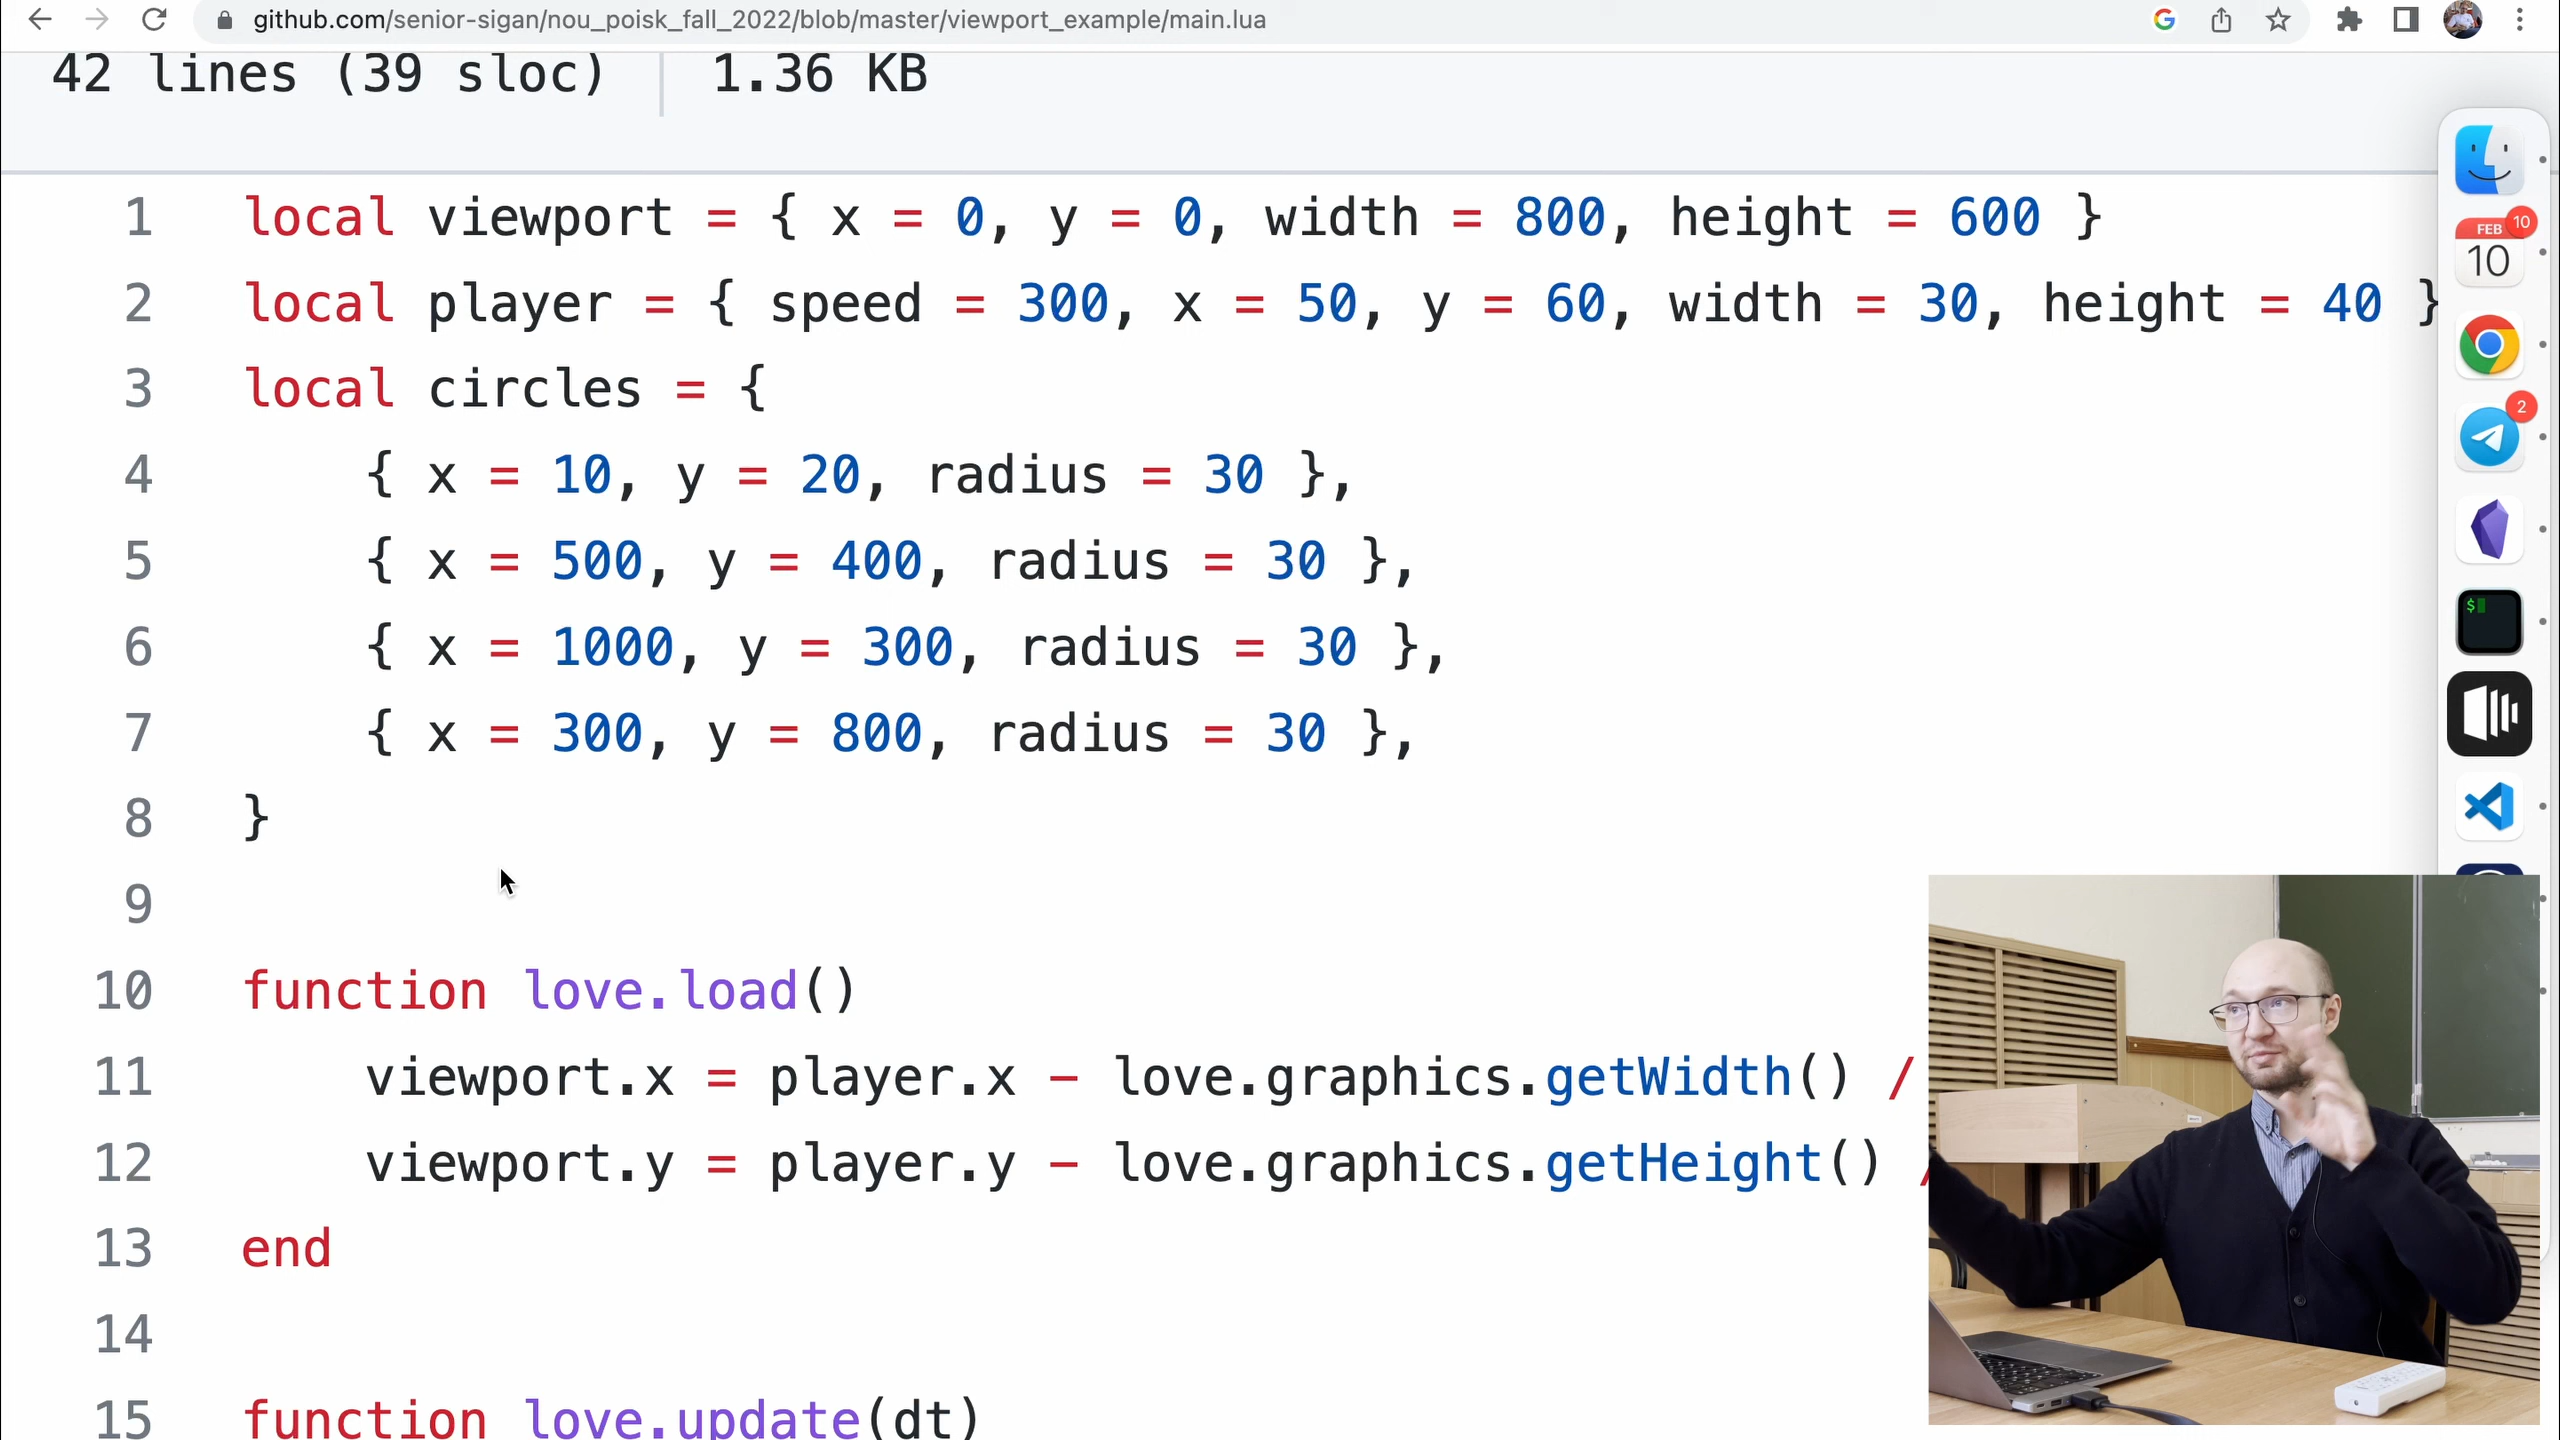 github.com/senior-sigan/nou_poisk_fall_2022/blob/master/viewport_example/main.lua
42 lines (39 sloc) 1.36 KB
1 local viewport = { x = 0, y = 0, width = 800, height = 600 }
2 local player = { speed = 300, x = 50, y = 60, width = 30, height = 40 }
3 local circles = {
4 { x = 10, y = 20, radius = 30 },
5 { x = 500, y = 400, radius = 30 },
6 { x = 1000, y = 300, radius = 30 },
7 { x = 300, y = 800, radius = 30 },
8 }
9
10 function love.load()
11 viewport.x = player.x - love.graphics.getWidth() /
12 viewport.y = player.y - love.graphics.getHeight() /
13 end
14
15 function love.update(dt)
FEB
10
10
2
$